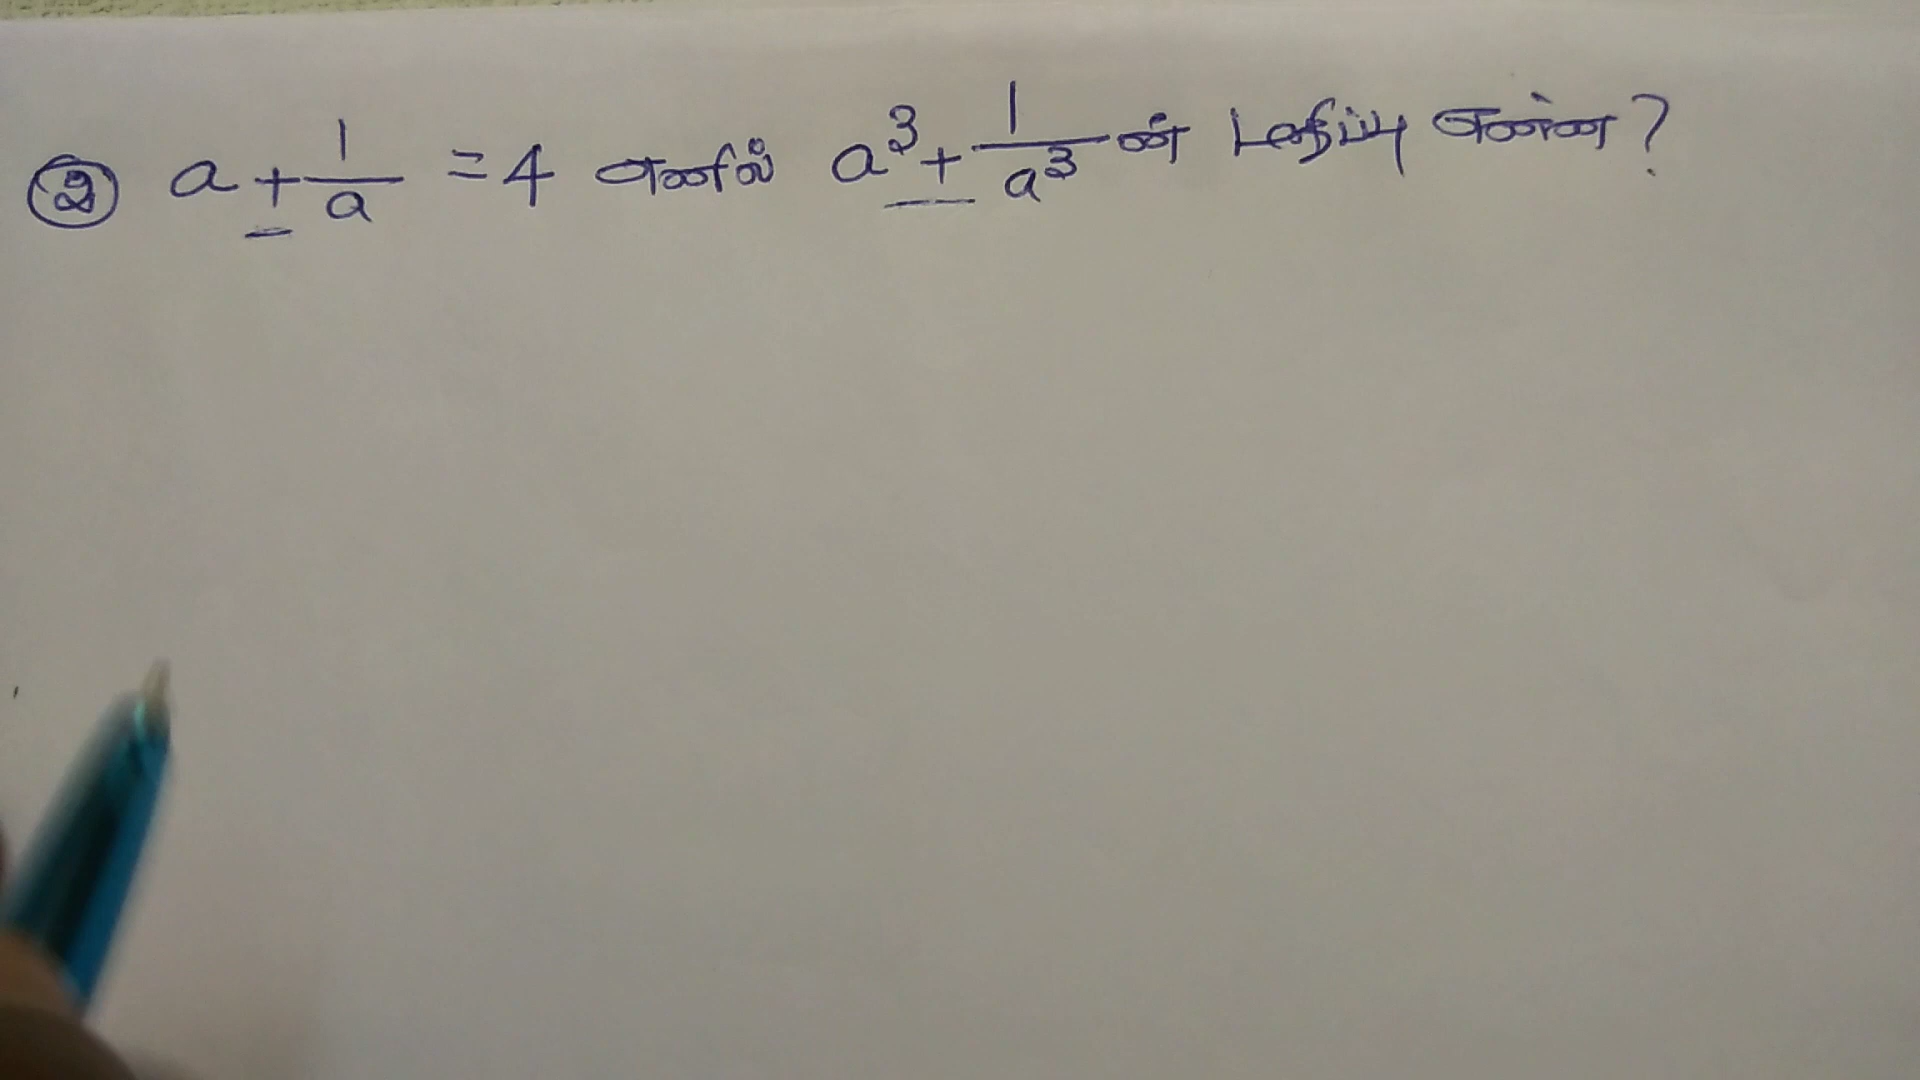 ② a + 1/a = 4 எனில் a³ + 1/a³ ன் மதிப்பு என்ன?